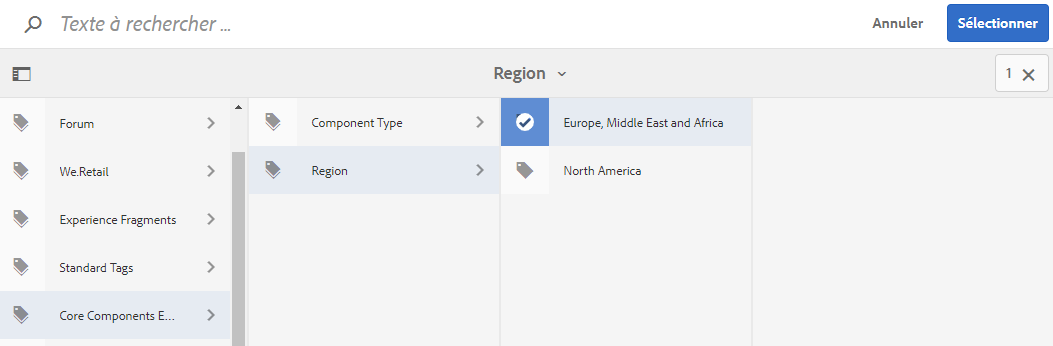 Texte à rechercher ...
Annuler
Sélectionner
Region
1
Forum
We.Retail
Experience Fragments
Standard Tags
Core Components E...
Component Type
Region
Europe, Middle East and Africa
North America